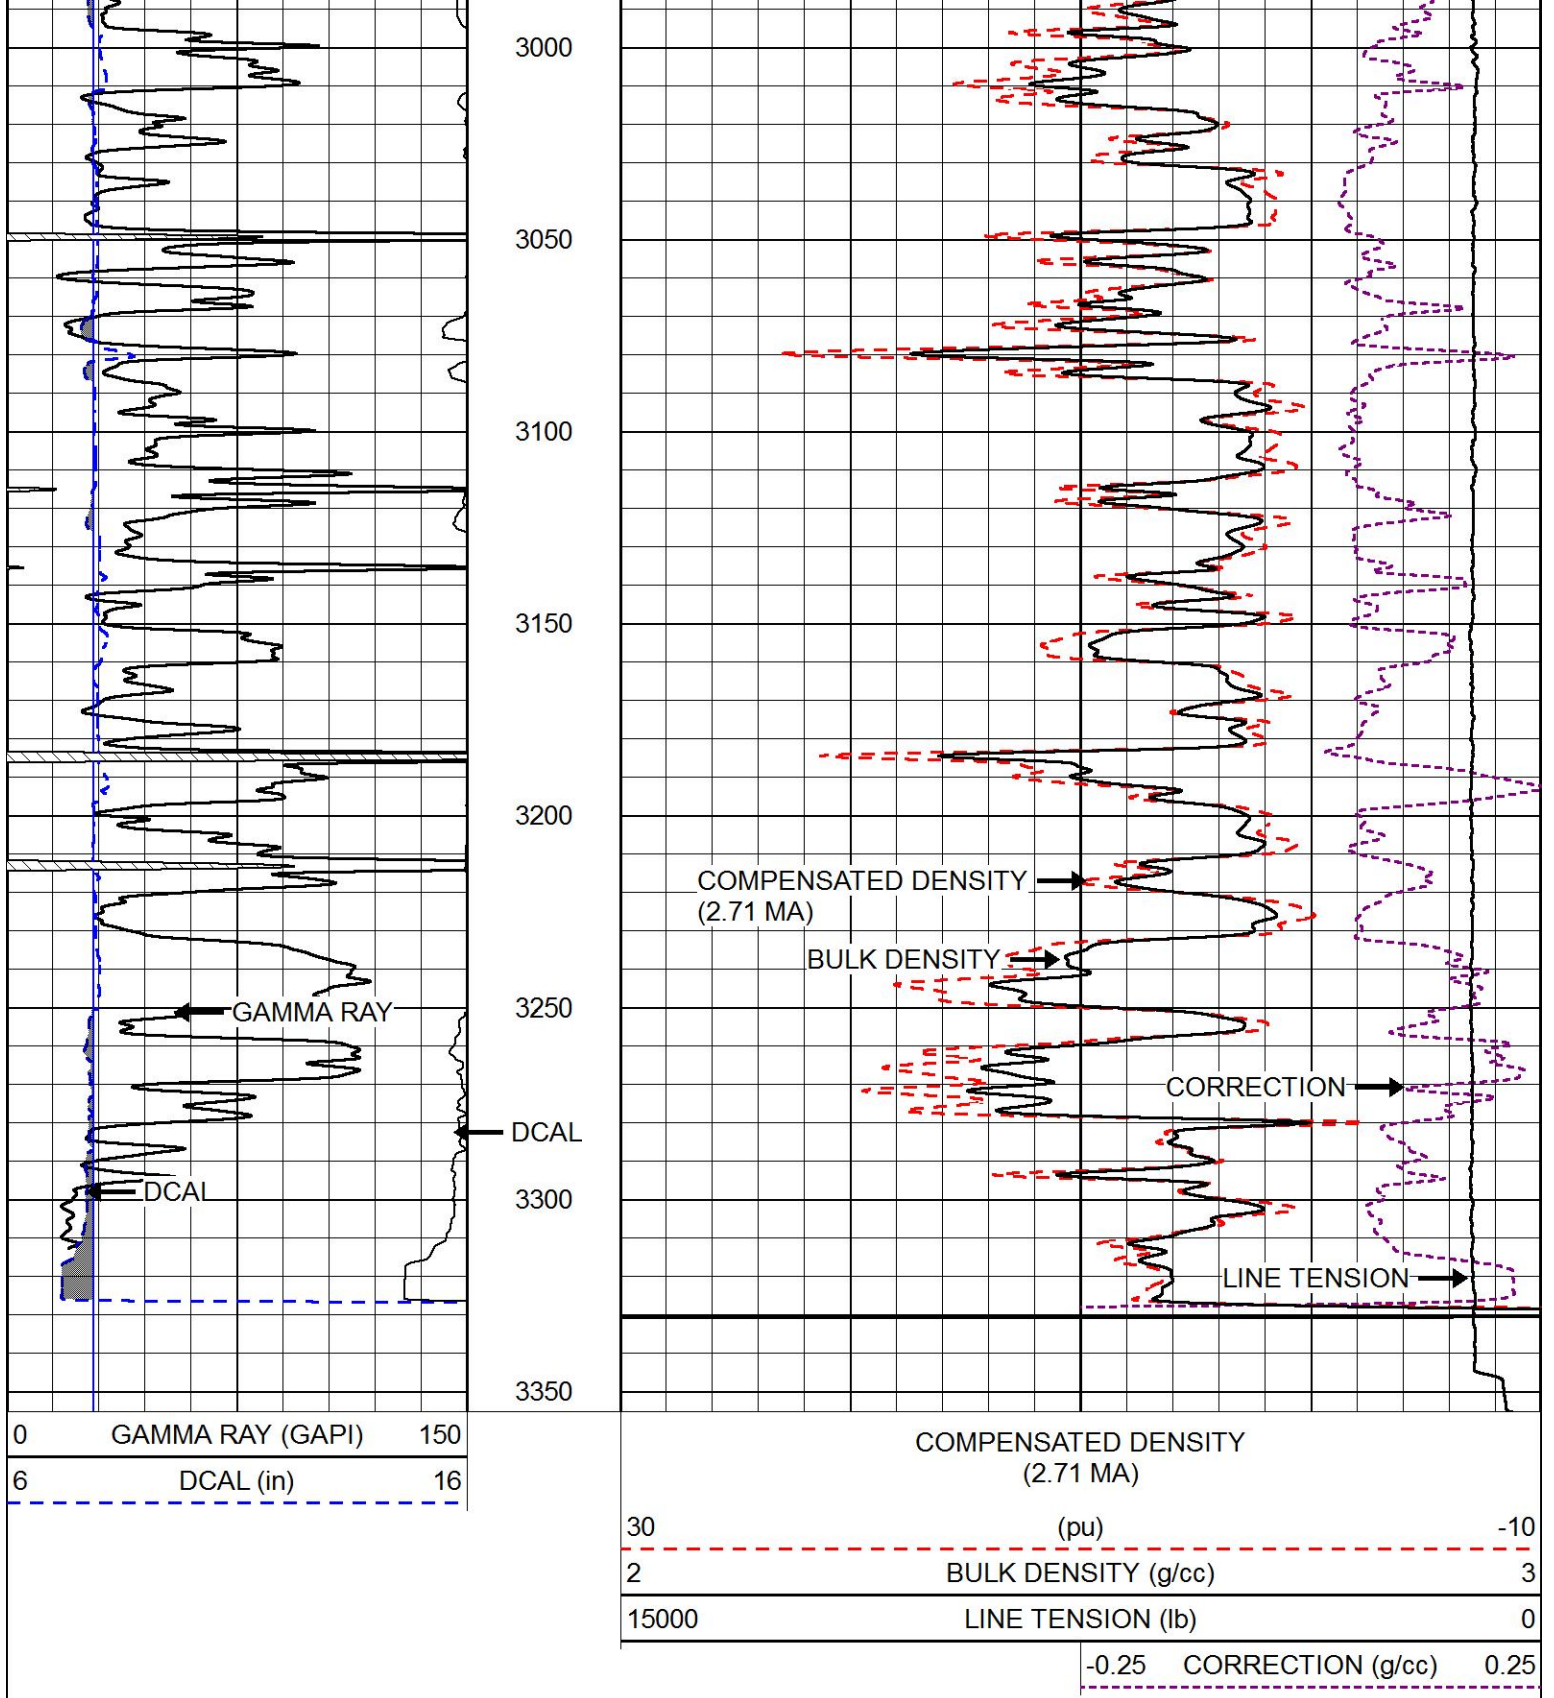 3000
3050
3100
3150
3200
COMPENSATED DENSITY
(2.71 MA)
BULK DENSITY
3250
GAMMA RAY
CORRECTION
DCAL
DCAL
3300
LINE TENSION
3350
0 GAMMA RAY (GAPI) 150
6 DCAL (in) 16
COMPENSATED DENSITY
(2.71 MA)
30 (pu) -10
2 BULK DENSITY (g/cc) 3
15000 LINE TENSION (lb) 0
-0.25 CORRECTION (g/cc) 0.25